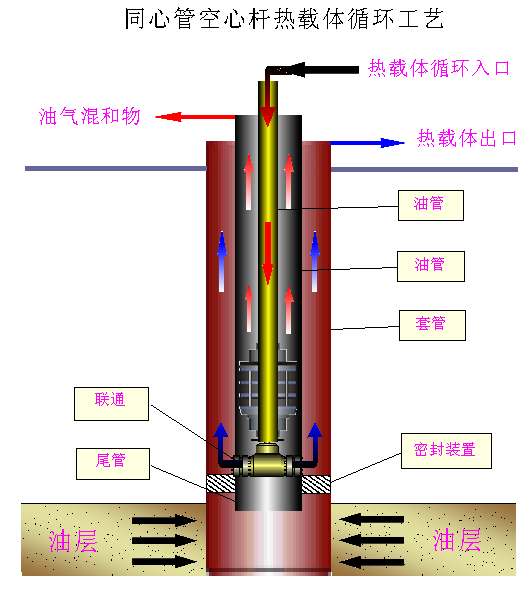 同心管空心杆热载体循环工艺
热载体循环入口
油气混和物
热载体出口
油管
油管
套管
联通
尾管
密封装置
油层
油层